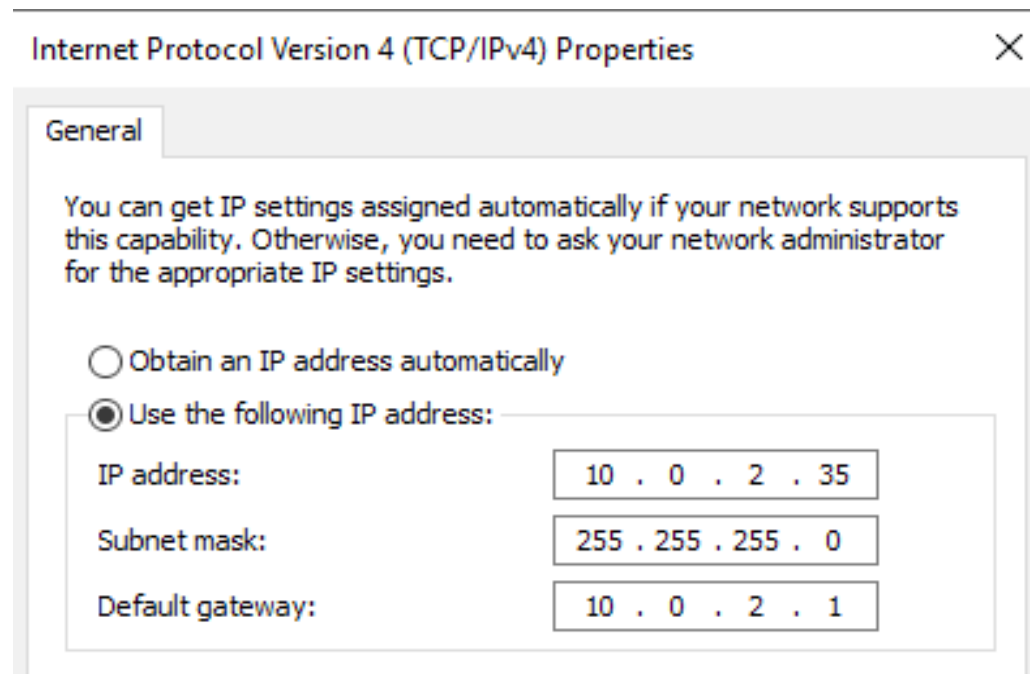 Internet Protocol Version 4 (TCP/IPv4) Properties
General
You can get IP settings assigned automatically if your network supports
this capability. Otherwise, you need to ask your network administrator
for the appropriate IP settings.
Obtain an IP address automatically
Use the following IP address:
IP address: 10 . 0 . 2 . 35
Subnet mask: 255 . 255 . 255 . 0
Default gateway: 10 . 0 . 2 . 1